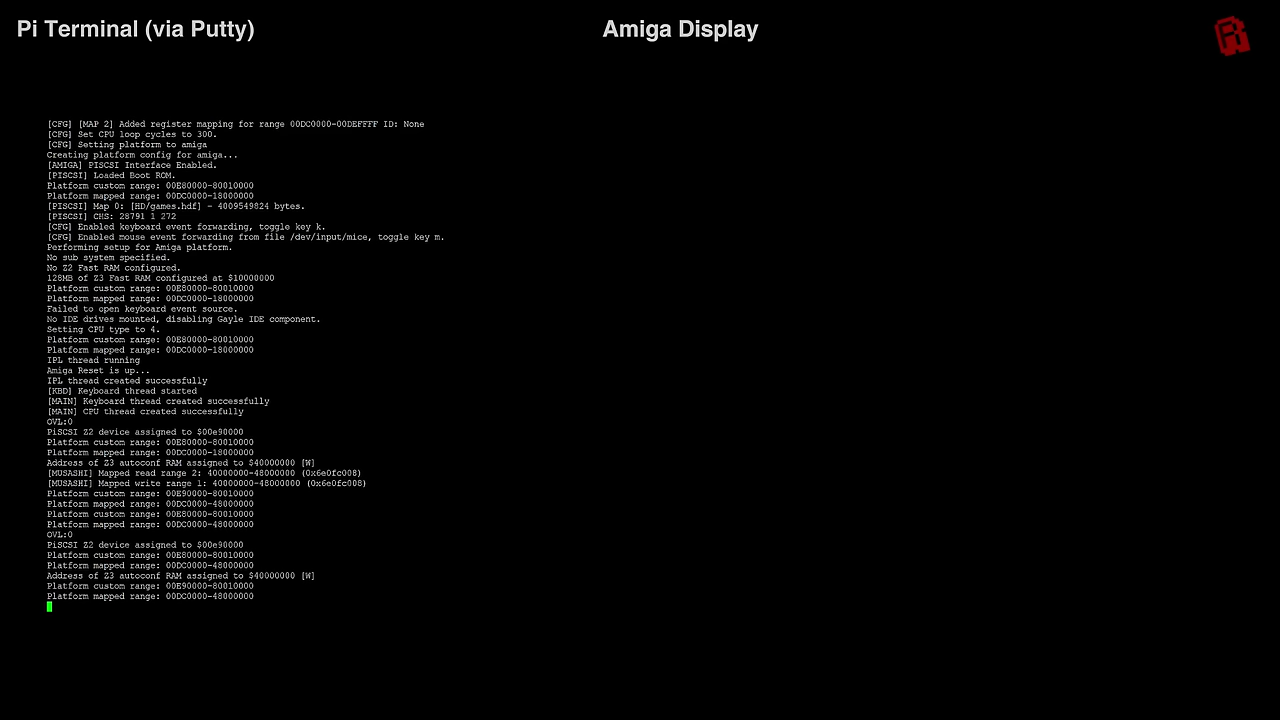 Pi Terminal (via Putty)
Amiga Display
[CFG] [MAP 2] Added register mapping for range 00DC0000-00DEFFFF ID: None
[CFG] Set CPU loop cycles to 300.
[CFG] Setting platform to amiga
Creating platform config for amiga...
[AMIGA] PISCSI Interface Enabled.
[PISCSI] Loaded Boot ROM.
Platform custom range: 00E80000-80010000
Platform mapped range: 00DC0000-18000000
[PISCSI] Map 0: [HD/games.hdf] - 4009549824 bytes.
[PISCSI] CHS: 28791 1 272
[CFG] Enabled keyboard event forwarding, toggle key k.
[CFG] Enabled mouse event forwarding from file /dev/input/mice, toggle key m.
Performing setup for Amiga platform.
No sub system specified.
No Z2 Fast RAM configured.
128MB of Z3 Fast RAM configured at $10000000
Platform custom range: 00E80000-80010000
Platform mapped range: 00DC0000-18000000
Failed to open keyboard event source.
No IDE drives mounted, disabling Gayle IDE component.
Setting CPU type to 4.
Platform custom range: 00E80000-80010000
Platform mapped range: 00DC0000-18000000
IPL thread running
Amiga Reset is up...
IPL thread created successfully
[KBD] Keyboard thread started
[MAIN] Keyboard thread created successfully
[MAIN] CPU thread created successfully
OVL:0
PiSCSI Z2 device assigned to $00e90000
Platform custom range: 00E80000-80010000
Platform mapped range: 00DC0000-18000000
Address of Z3 autoconf RAM assigned to $40000000 [W]
[MUSASHI] Mapped read range 2: 40000000-48000000 (0x6e0fc008)
[MUSASHI] Mapped write range 1: 40000000-48000000 (0x6e0fc008)
Platform custom range: 00E90000-80010000
Platform mapped range: 00DC0000-48000000
Platform custom range: 00E80000-80010000
Platform mapped range: 00DC0000-48000000
OVL:0
PiSCSI Z2 device assigned to $00e90000
Platform custom range: 00E80000-80010000
Platform mapped range: 00DC0000-48000000
Address of Z3 autoconf RAM assigned to $40000000 [W]
Platform custom range: 00E90000-80010000
Platform mapped range: 00DC0000-48000000